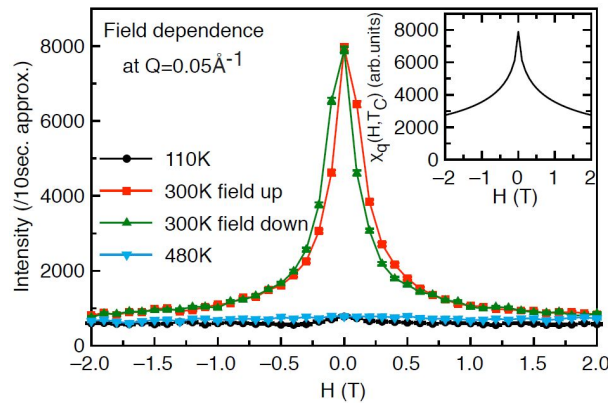 Field dependence
at Q=0.05Å⁻¹
110K
300K field up
300K field down
480K
Intensity (/10sec. approx.)
8000
6000
4000
2000
0
−2.0 −1.5 −1.0 −0.5 0.0 0.5 1.0 1.5 2.0
H (T)
χq(H,TC) (arb.units)
8000
6000
4000
2000
0
−2 −1 0 1 2
H (T)